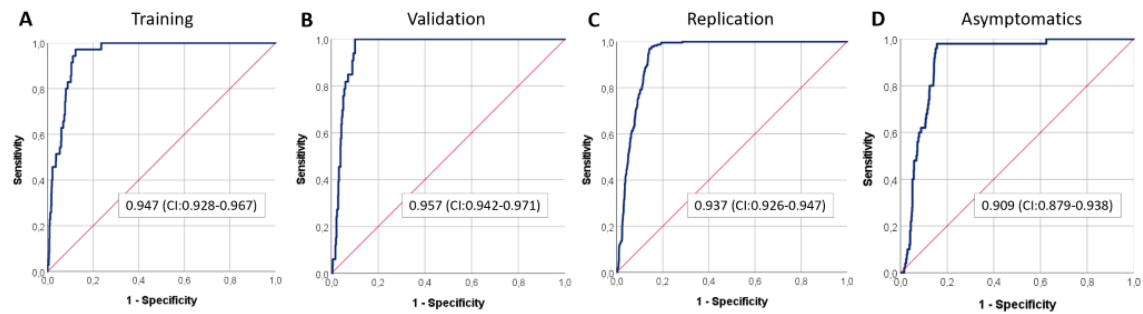 A Training
1,0
0,8
0,6
0,4
0,2
0,0
Sensitivity
0.947 (CI:0.928-0.967)
0,0 0,2 0,4 0,6 0,8 1,0
1 - Specificity
B Validation
1,0
0,8
0,6
0,4
0,2
0,0
Sensitivity
0.957 (CI:0.942-0.971)
0,0 0,2 0,4 0,6 0,8 1,0
1 - Specificity
C Replication
1,0
0,8
0,6
0,4
0,2
0,0
Sensitivity
0.937 (CI:0.926-0.947)
0,0 0,2 0,4 0,6 0,8 1,0
1 - Specificity
D Asymptomatics
1,0
0,8
0,6
0,4
0,2
0,0
Sensitivity
0.909 (CI:0.879-0.938)
0,0 0,2 0,4 0,6 0,8 1,0
1 - Specificity